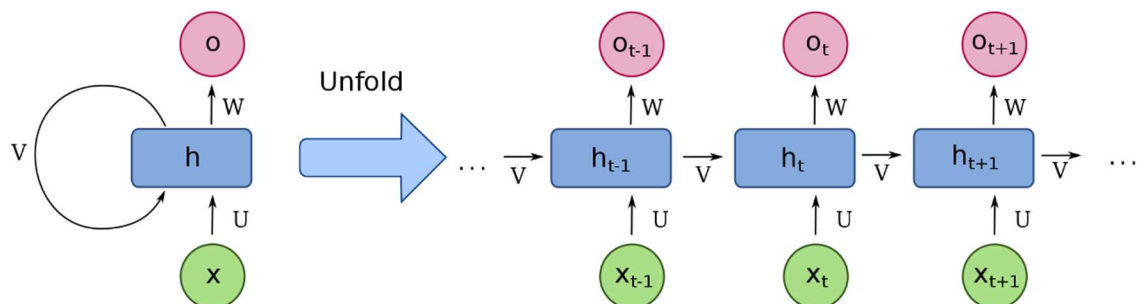 o
o_{t-1}
o_t
o_{t+1}
Unfold
W
W
W
W
V
h
...
V
h_{t-1}
V
h_t
V
h_{t+1}
V
...
U
U
U
U
x
x_{t-1}
x_t
x_{t+1}